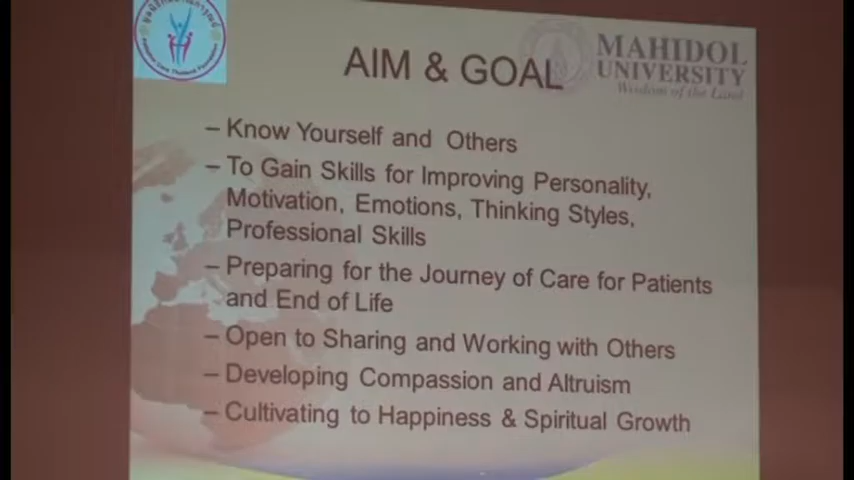 AIM & GOAL
MAHIDOL
UNIVERSITY
Wisdom of the Land
– Know Yourself and Others
– To Gain Skills for Improving Personality,
Motivation, Emotions, Thinking Styles,
Professional Skills
– Preparing for the Journey of Care for Patients
and End of Life
– Open to Sharing and Working with Others
– Developing Compassion and Altruism
– Cultivating to Happiness & Spiritual Growth